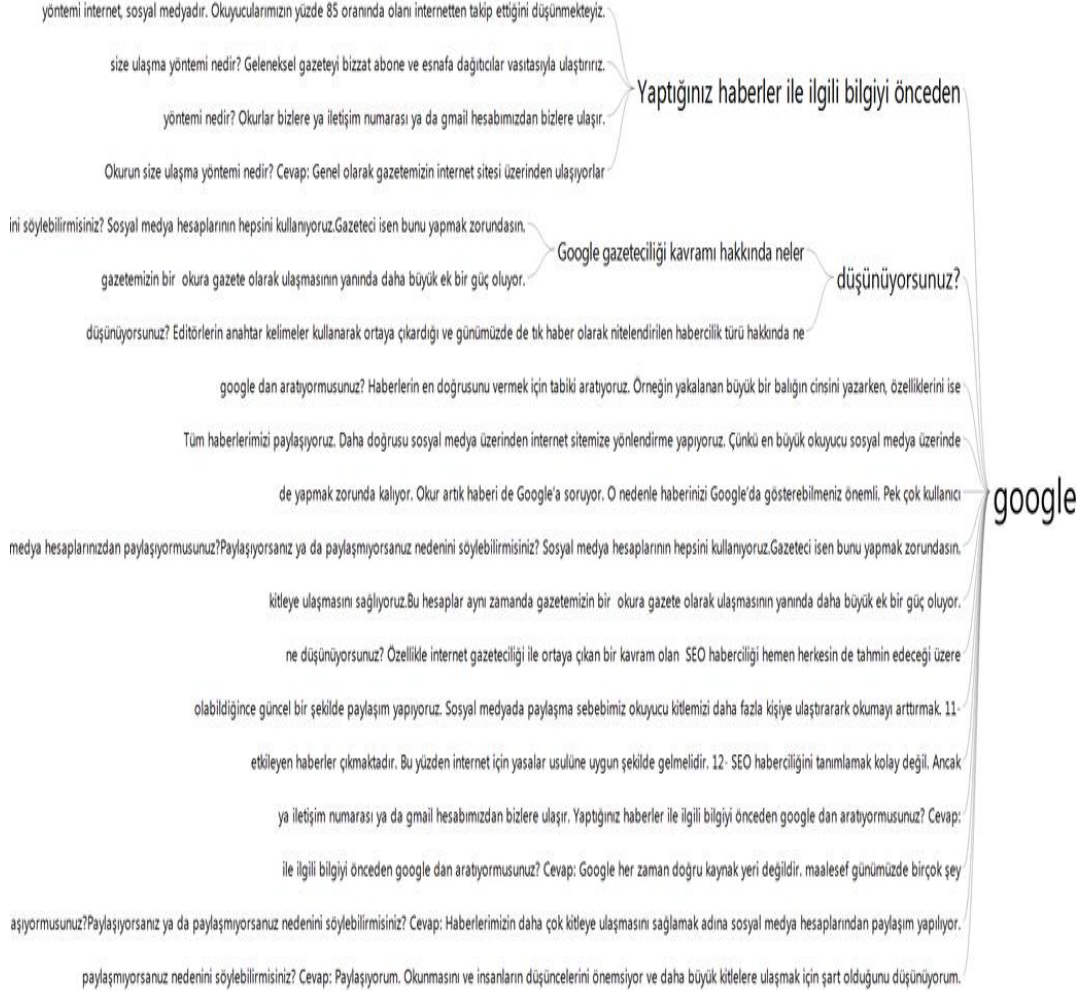 yöntemi internet, sosyal medyadır. Okuyucularımızın yüzde 85 oranında olanı internetten takip ettiğini düşünmekteyiz.
size ulaşma yöntemi nedir? Geleneksel gazeteyi bizzat abone ve esnafa dağıtıcılar vasıtasıyla ulaştırırız.
Yaptığınız haberler ile ilgili bilgiyi önceden
yöntemi nedir? Okurlar bizlere ya iletişim numarası ya da gmail hesabımızdan bizlere ulaşır.
Okurun size ulaşma yöntemi nedir? Cevap: Genel olarak gazetemizin internet sitesi üzerinden ulaşıyorlar
ini söylebilirmisiniz? Sosyal medya hesaplarının hepsini kullanıyoruz.Gazeteci isen bunu yapmak zorundasın.
Google gazeteciliği kavramı hakkında neler
gazetemizin bir okura gazete olarak ulaşmasının yanında daha büyük ek bir güç oluyor.
düşünüyorsunuz?
düşünüyorsunuz? Editörlerin anahtar kelimeler kullanarak ortaya çıkardığı ve günümüzde de tık haber olarak nitelendirilen habercilik türü hakkında ne
google dan aratıyormusunuz? Haberlerin en doğrusunu vermek için tabiki aratıyoruz. Örneğin yakalanan büyük bir balığın cinsini yazarken, özelliklerini ise
Tüm haberlerimizi paylaşıyoruz. Daha doğrusu sosyal medya üzerinden internet sitemize yönlendirme yapıyoruz. Çünkü en büyük okuyucu sosyal medya üzerinde
de yapmak zorunda kalıyor. Okur artık haberi de Google'a soruyor. O nedenle haberinizi Google'da gösterebilmeniz önemli. Pek çok kullanıcı
google
medya hesaplarınızdan paylaşıyormusunuz?Paylaşıyorsanız ya da paylaşmıyorsanuz nedenini söylebilirmisiniz? Sosyal medya hesaplarının hepsini kullanıyoruz.Gazeteci isen bunu yapmak zorundasın.
kitleye ulaşmasını sağlıyoruz.Bu hesaplar aynı zamanda gazetemizin bir okura gazete olarak ulaşmasının yanında daha büyük ek bir güç oluyor.
ne düşünüyorsunuz? Özellikle internet gazeteciliği ile ortaya çıkan bir kavram olan SEO haberciliği hemen herkesin de tahmin edeceği üzere
olabildiğince güncel bir şekilde paylaşım yapıyoruz. Sosyal medyada paylaşma sebebimiz okuyucu kitlemizi daha fazla kişiye ulaştırarark okumayı arttırmak. 11-
etkileyen haberler çıkmaktadır. Bu yüzden internet için yasalar usulüne uygun şekilde gelmelidir. 12- SEO haberciliğini tanımlamak kolay değil. Ancak
ya iletişim numarası ya da gmail hesabımızdan bizlere ulaşır. Yaptığınız haberler ile ilgili bilgiyi önceden google dan aratıyormusunuz? Cevap:
ile ilgili bilgiyi önceden google dan aratıyormusunuz? Cevap: Google her zaman doğru kaynak yeri değildir. maalesef günümüzde birçok şey
aşıyormusunuz?Paylaşıyorsanız ya da paylaşmıyorsanuz nedenini söylebilirmisiniz? Cevap: Haberlerimizin daha çok kitleye ulaşmasını sağlamak adına sosyal medya hesaplarından paylaşım yapılıyor.
paylaşmıyorsanuz nedenini söylebilirmisiniz? Cevap: Paylaşıyorum. Okunmasını ve insanların düşüncelerini önemsiyor ve daha büyük kitlelere ulaşmak için şart olduğunu düşünüyorum.